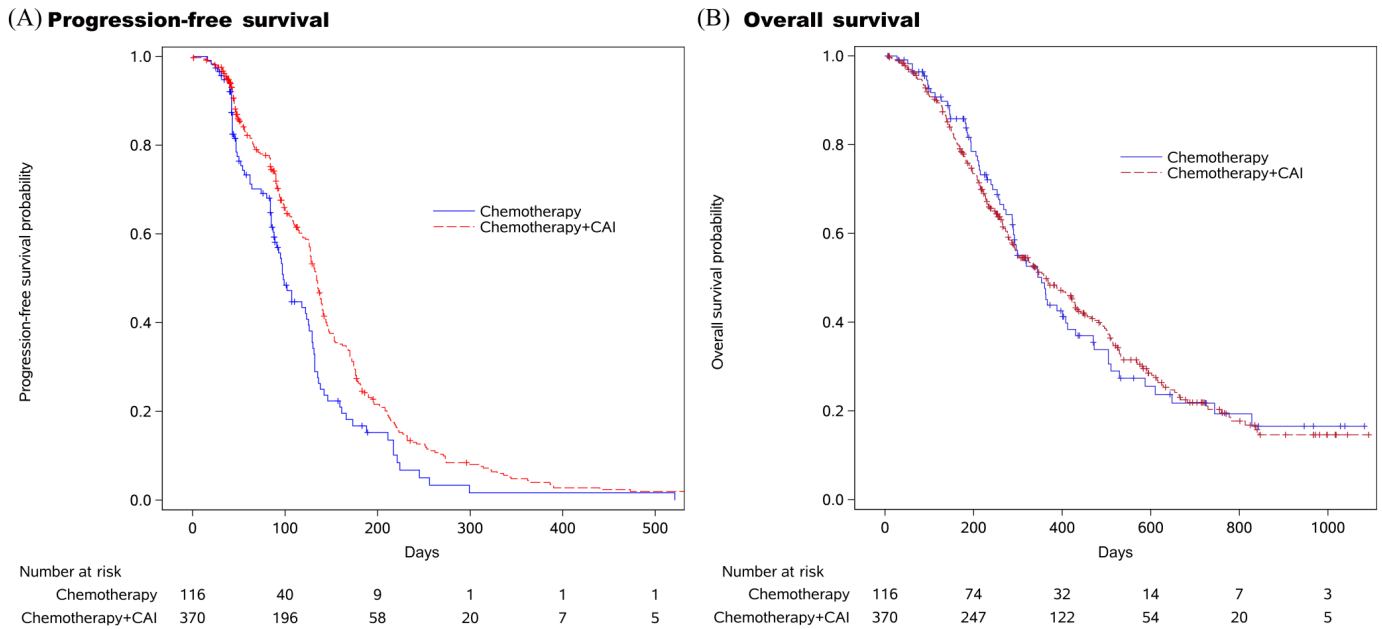 (A) Progression-free survival
Progression-free survival probability
1.0
0.8
0.6
0.4
0.2
0.0
Chemotherapy
Chemotherapy+CAI
0 100 200 300 400 500
Days
Number at risk
Chemotherapy 116 40 9 1 1 1
Chemotherapy+CAI 370 196 58 20 7 5
(B) Overall survival
Overall survival probability
1.0
0.8
0.6
0.4
0.2
0.0
Chemotherapy
Chemotherapy+CAI
0 200 400 600 800 1000
Days
Number at risk
Chemotherapy 116 74 32 14 7 3
Chemotherapy+CAI 370 247 122 54 20 5